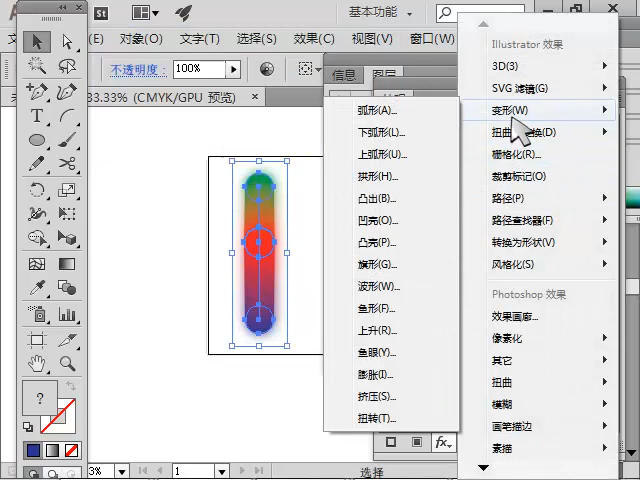 St
基本功能
(E) 对象(O) 文字(T) 选择(S) 效果(C) 视图(V) 窗口(W)
不透明度: 100%
信息 图层
33.33% (CMYK/GPU 预览)
Illustrator 效果
3D(3)
SVG 滤镜(G)
变形(W)
扭曲 换(D)
栅格化(R)...
裁剪标记(O)
路径(P)
路径查找器(F)
转换为形状(V)
风格化(S)
Photoshop 效果
效果画廊...
像素化
其它
扭曲
模糊
画笔描边
素描
弧形(A)...
下弧形(L)...
上弧形(U)...
拱形(H)...
凸出(B)...
凹壳(O)...
凸壳(P)...
旗形(G)...
波形(W)...
鱼形(F)...
上升(R)...
鱼眼(Y)...
膨胀(I)...
挤压(S)...
扭转(T)...
T
?
fx
3% 1 选择